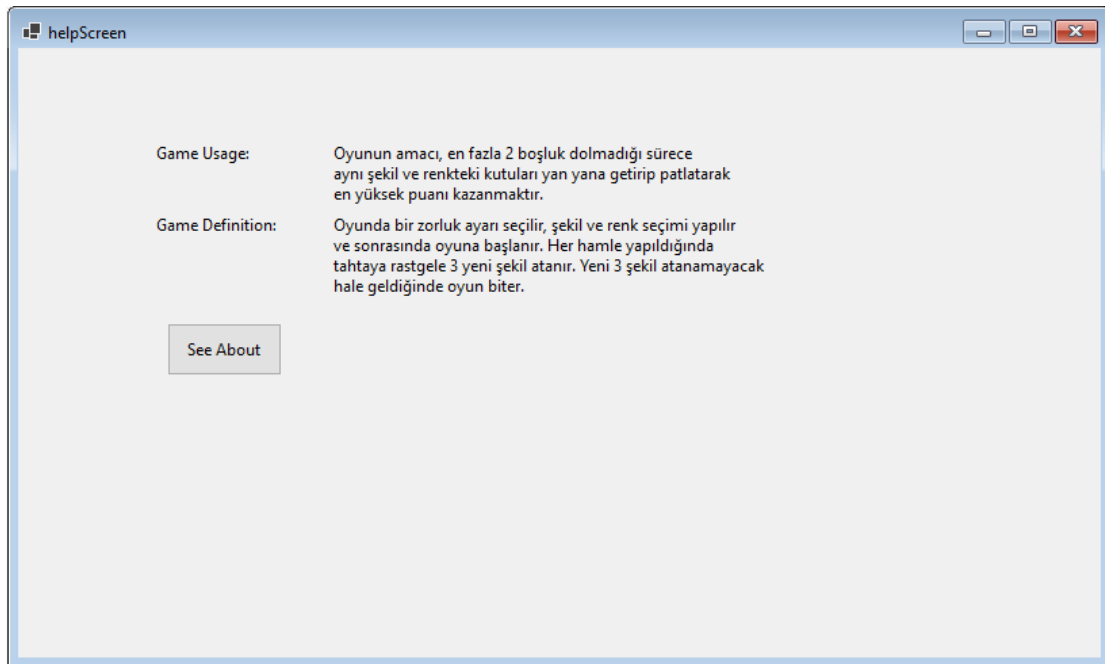 helpScreen
Game Usage:
Oyunun amacı, en fazla 2 boşluk dolmadığı sürece
aynı şekil ve renkteki kutuları yan yana getirip patlatarak
en yüksek puanı kazanmaktır.
Game Definition:
Oyunda bir zorluk ayarı seçilir, şekil ve renk seçimi yapılır
ve sonrasında oyuna başlanır. Her hamle yapıldığında
tahtaya rastgele 3 yeni şekil atanır. Yeni 3 şekil atanamayacak
hale geldiğinde oyun biter.
See About